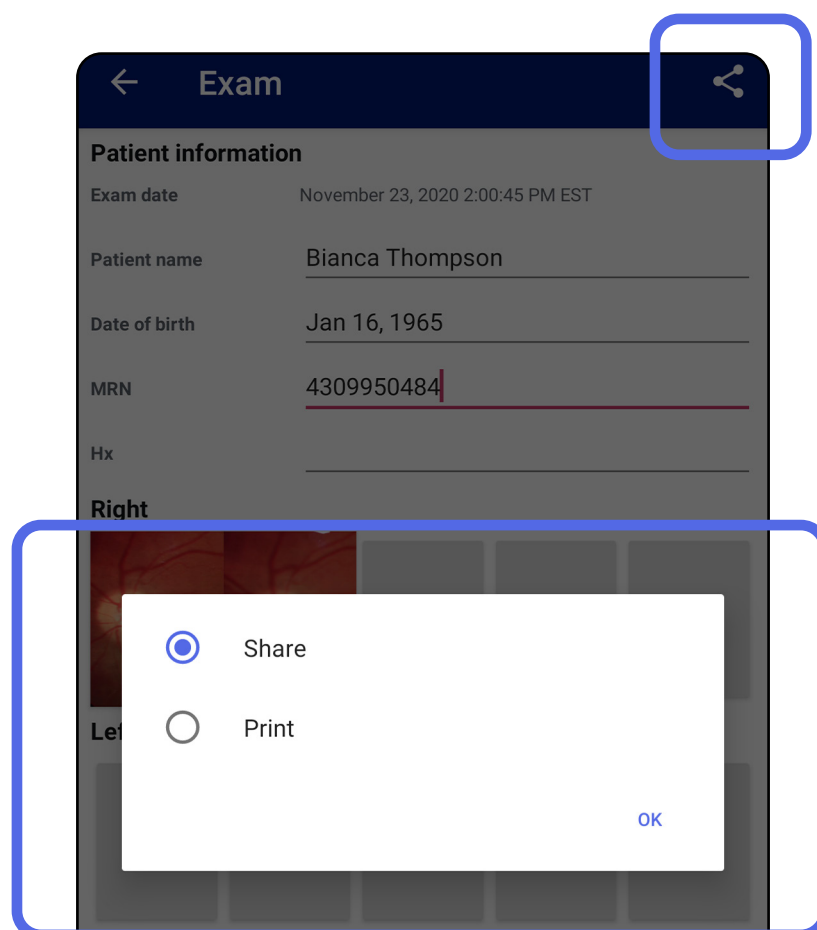 Exam
Patient information
Exam date November 23, 2020 2:00:45 PM EST
Patient name Bianca Thompson
Date of birth Jan 16, 1965
MRN 4309950484
Hx
Right
Share
Print
OK